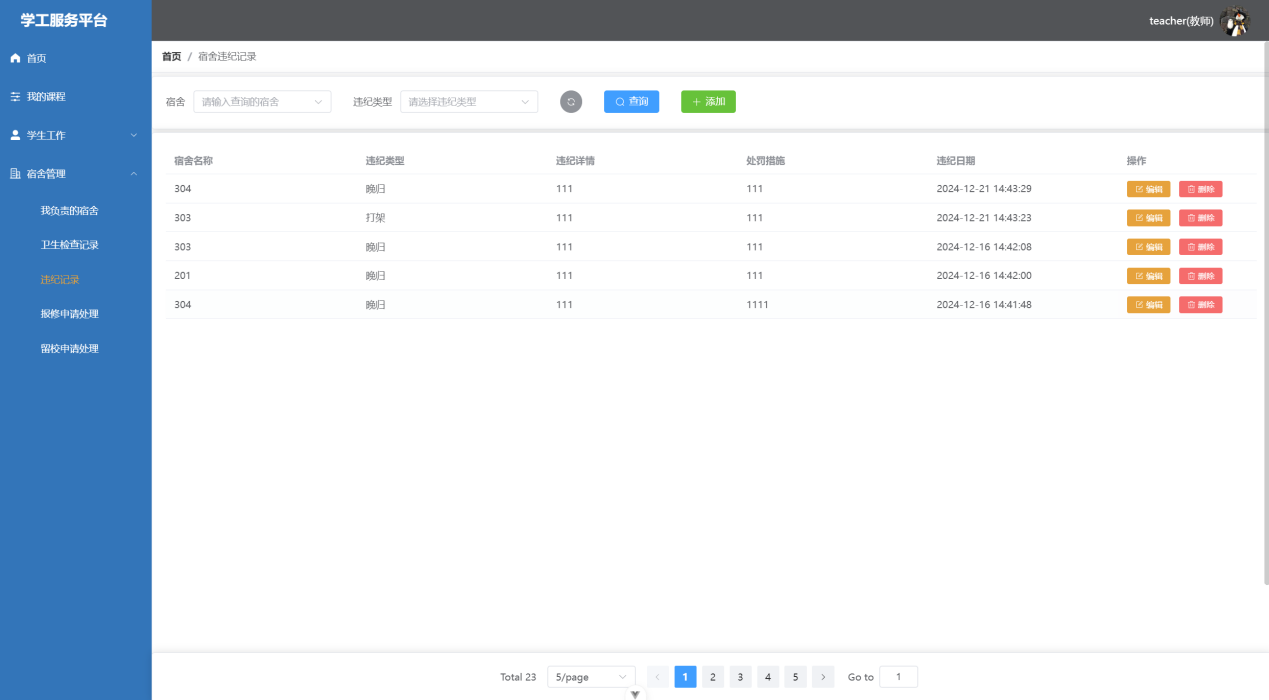 学工服务平台
teacher(教师)
首页
我的课程
学生工作
宿舍管理
我负责的宿舍
卫生检查记录
违纪记录
报修申请处理
留校申请处理
首页 / 宿舍违纪记录
宿舍 请输入查询的宿舍 违纪类型 请选择违纪类型 查询 添加
宿舍名称 违纪类型 违纪详情 处罚措施 违纪日期 操作
304 晚归 111 111 2024-12-21 14:43:29 编辑 删除
303 打架 111 111 2024-12-21 14:43:23 编辑 删除
303 晚归 111 111 2024-12-16 14:42:08 编辑 删除
201 晚归 111 111 2024-12-16 14:42:00 编辑 删除
304 晚归 111 1111 2024-12-16 14:41:48 编辑 删除
Total 23 5/page 1 2 3 4 5 Go to 1